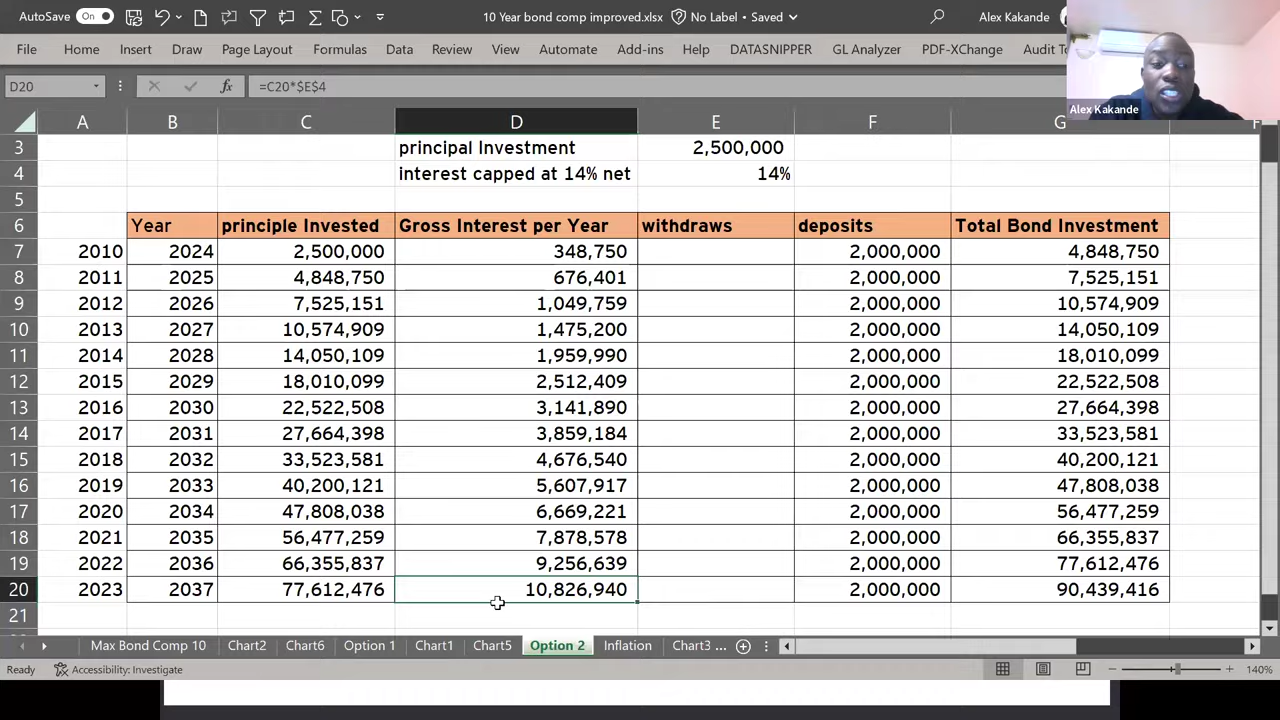 AutoSave On 10 Year bond comp improved.xlsx No Label • Saved Alex Kakande
File Home Insert Draw Page Layout Formulas Data Review View Automate Add-ins Help DATASNIPPER GL Analyzer PDF-XChange Audit To
D20 fx =C20*$E$4
Alex Kakande
A B C D E F G
3 principal Investment 2,500,000
4 interest capped at 14% net 14%
5
6 Year principle Invested Gross Interest per Year withdraws deposits Total Bond Investment
7 2010 2024 2,500,000 348,750 2,000,000 4,848,750
8 2011 2025 4,848,750 676,401 2,000,000 7,525,151
9 2012 2026 7,525,151 1,049,759 2,000,000 10,574,909
10 2013 2027 10,574,909 1,475,200 2,000,000 14,050,109
11 2014 2028 14,050,109 1,959,990 2,000,000 18,010,099
12 2015 2029 18,010,099 2,512,409 2,000,000 22,522,508
13 2016 2030 22,522,508 3,141,890 2,000,000 27,664,398
14 2017 2031 27,664,398 3,859,184 2,000,000 33,523,581
15 2018 2032 33,523,581 4,676,540 2,000,000 40,200,121
16 2019 2033 40,200,121 5,607,917 2,000,000 47,808,038
17 2020 2034 47,808,038 6,669,221 2,000,000 56,477,259
18 2021 2035 56,477,259 7,878,578 2,000,000 66,355,837
19 2022 2036 66,355,837 9,256,639 2,000,000 77,612,476
20 2023 2037 77,612,476 10,826,940 2,000,000 90,439,416
21
Max Bond Comp 10 Chart2 Chart6 Option 1 Chart1 Chart5 Option 2 Inflation Chart3 ...
Ready Accessibility: Investigate 140%